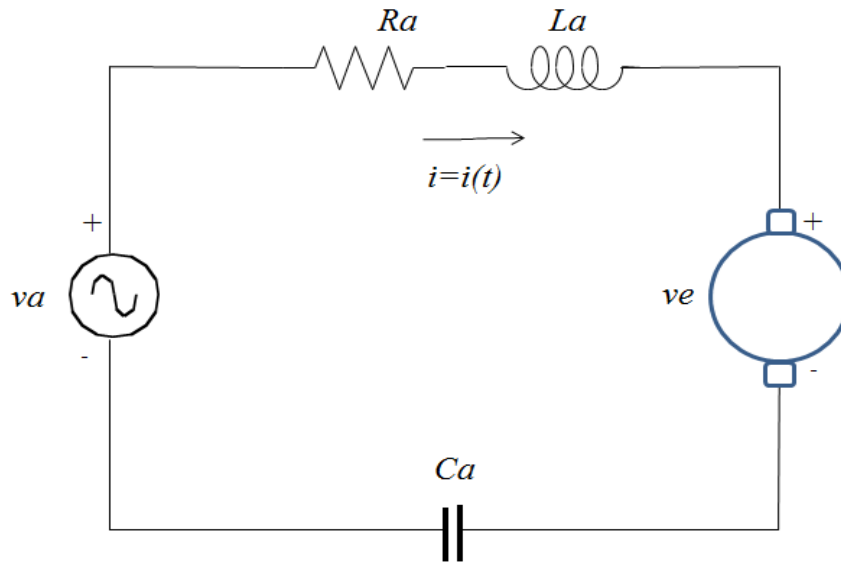 Ra
La
i=i(t)
+
+
va
ve
-
-
Ca